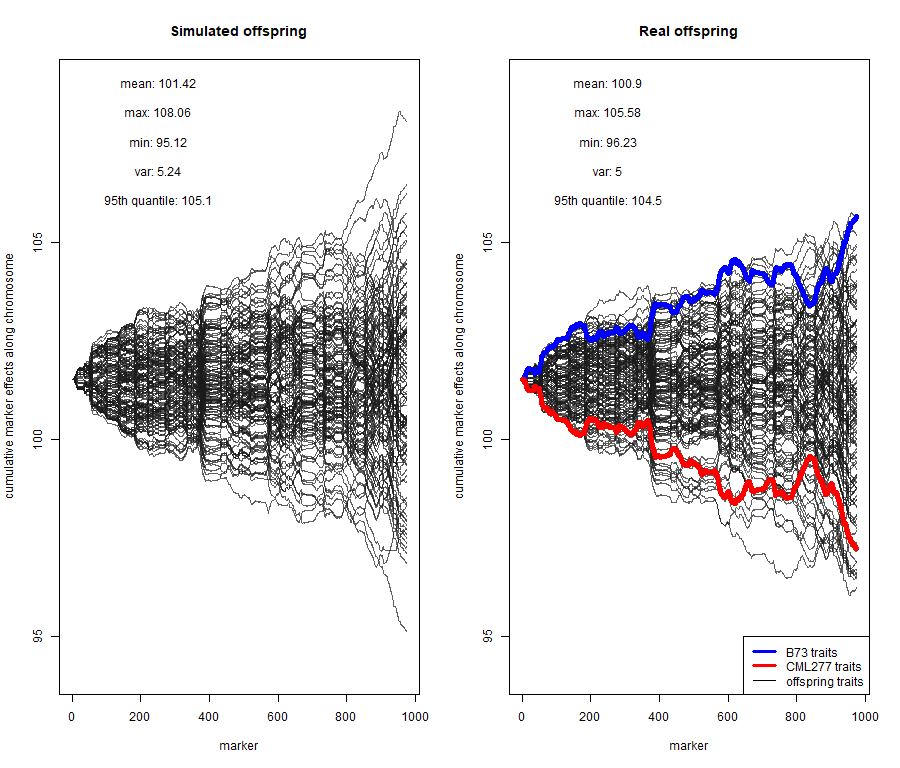 Simulated offspring
mean: 101.42
max: 108.06
min: 95.12
var: 5.24
95th quantile: 105.1
cumulative marker effects along chromosome
105
100
95
0 200 400 600 800 1000
marker
Real offspring
mean: 100.9
max: 105.58
min: 96.23
var: 5
95th quantile: 104.5
cumulative marker effects along chromosome
105
100
95
B73 traits
CML277 traits
offspring traits
0 200 400 600 800 1000
marker